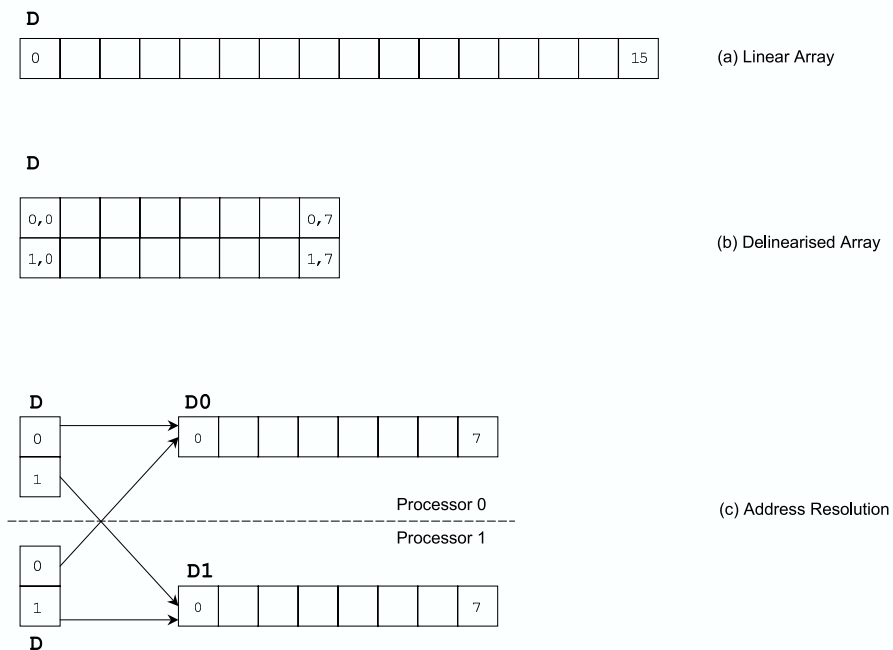 D
0 15 (a) Linear Array
D
0,0 0,7
(b) Delinearised Array
1,0 1,7
D D0
0 0 7
1
Processor 0
(c) Address Resolution
Processor 1
0
D1
1 0 7
D